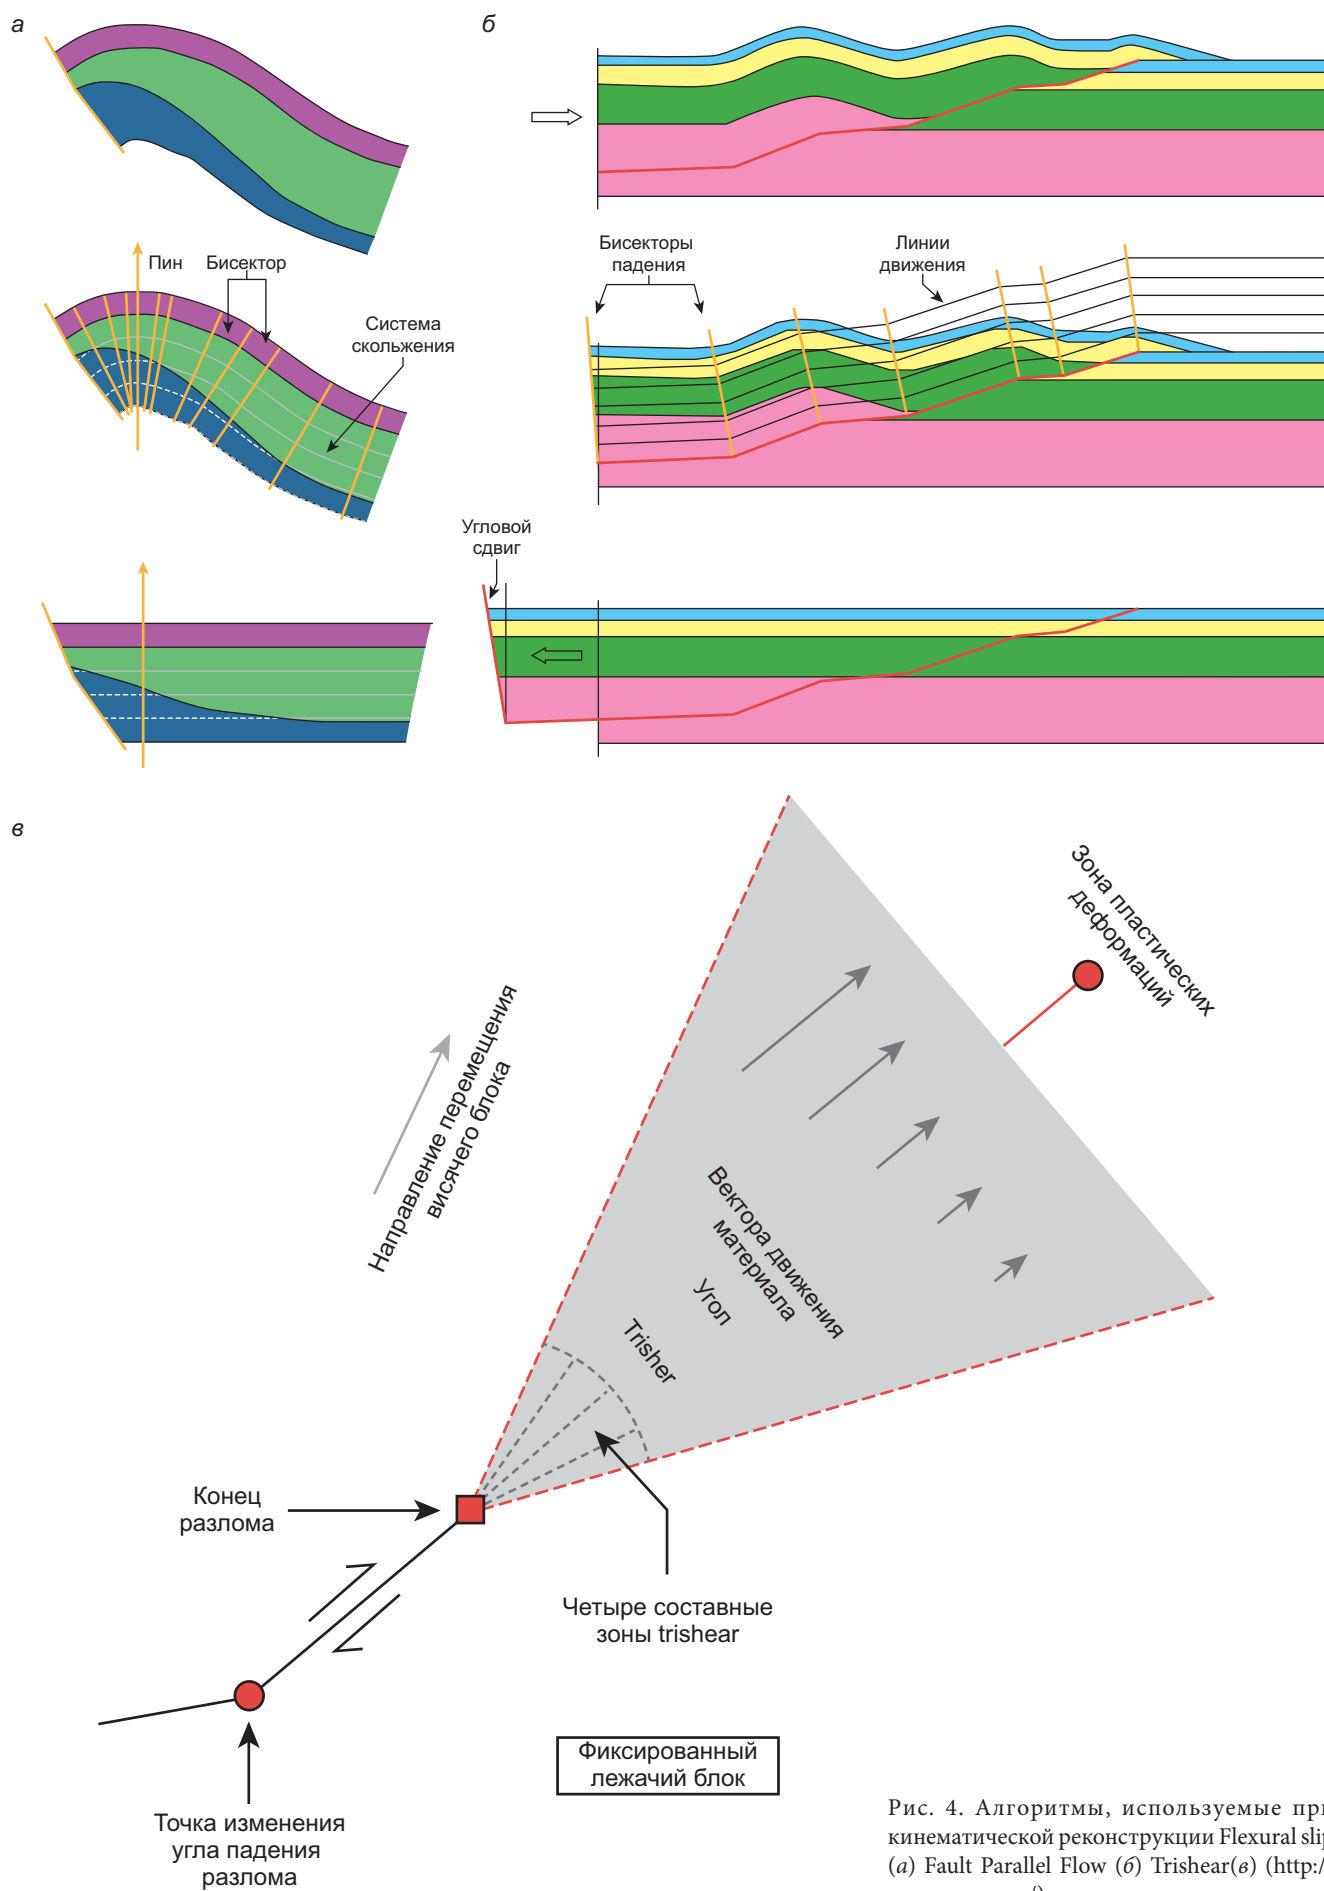 а
б
Пин
Бисектор
Система
скольжения
Бисекторы
падения
Линии
движения
Угловой
сдвиг
в
Зона пластических
деформаций
Направление перемещения
висячего блока
Вектора движения
материала
Угол
Trisher
Конец
разлома
Четыре составные
зоны trishear
Фиксированный
лежачий блок
Точка изменения
угла падения
разлома
Рис. 4. Алгоритмы, используемые при
кинематической реконструкции Flexural slip
(а) Fault Parallel Flow (б) Trishear(в) (http://